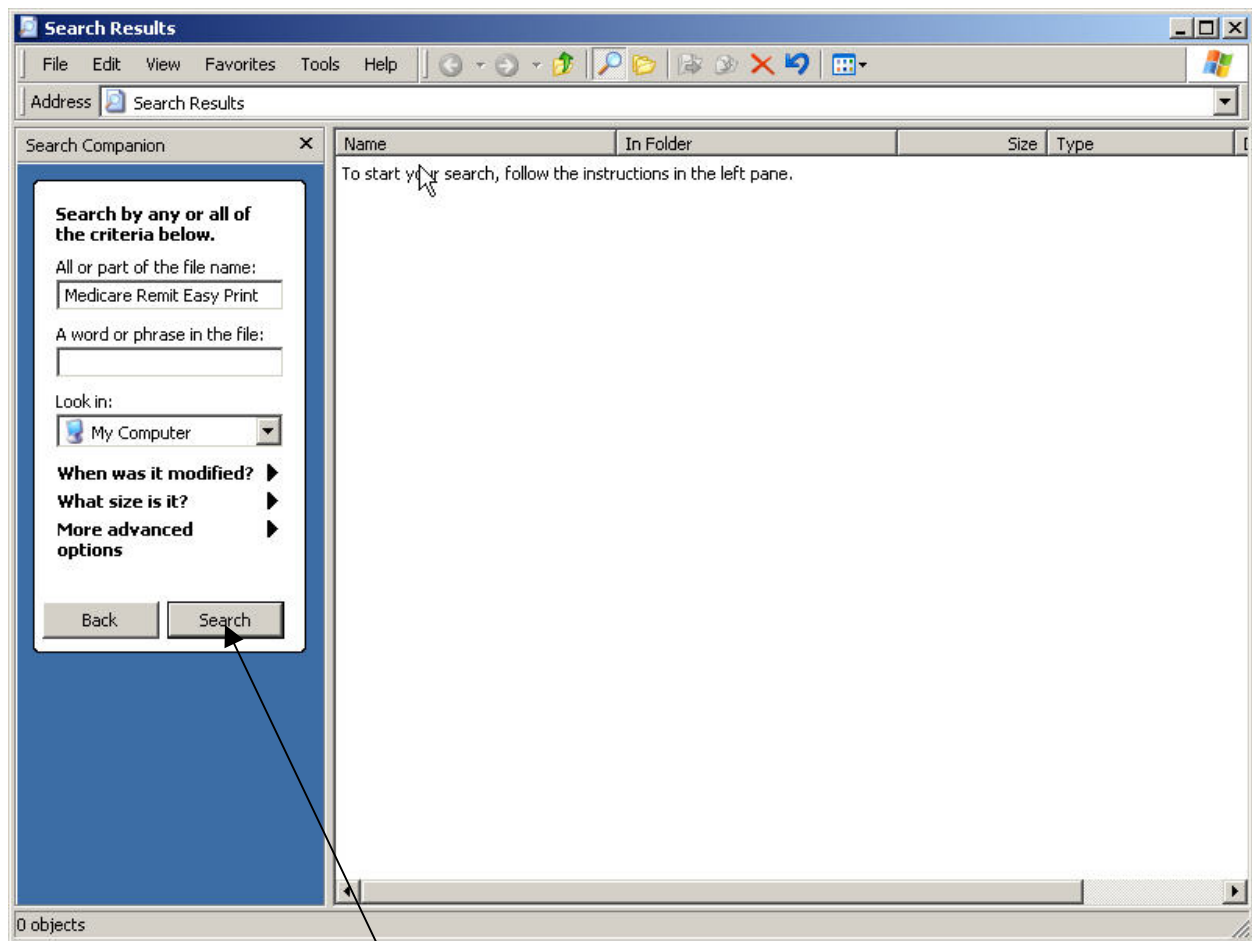 Search Results
File Edit View Favorites Tools Help
Address Search Results
Search Companion
Name In Folder Size Type
To start your search, follow the instructions in the left pane.
Search by any or all of
the criteria below.
All or part of the file name:
Medicare Remit Easy Print
A word or phrase in the file:
Look in:
My Computer
When was it modified?
What size is it?
More advanced
options
Back Search
0 objects